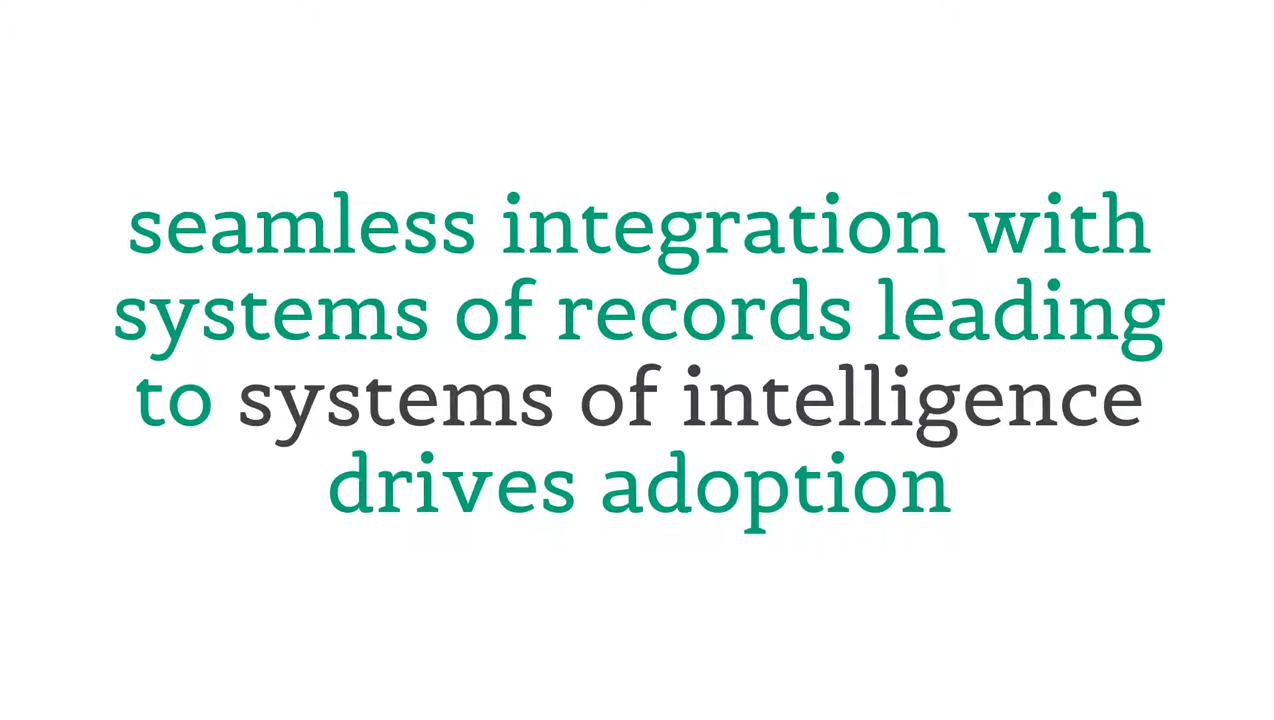 seamless integration with
systems of records leading
to systems of intelligence
drives adoption